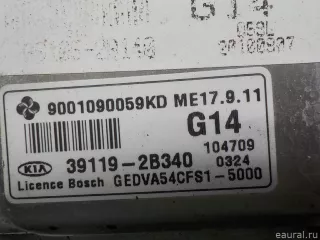 G14
9001090059KD ME17.9.11
G14
104709
KIA 39119-2B340 0324
Licence Bosch GEDVA54CFS1-5000
© eaural.ru